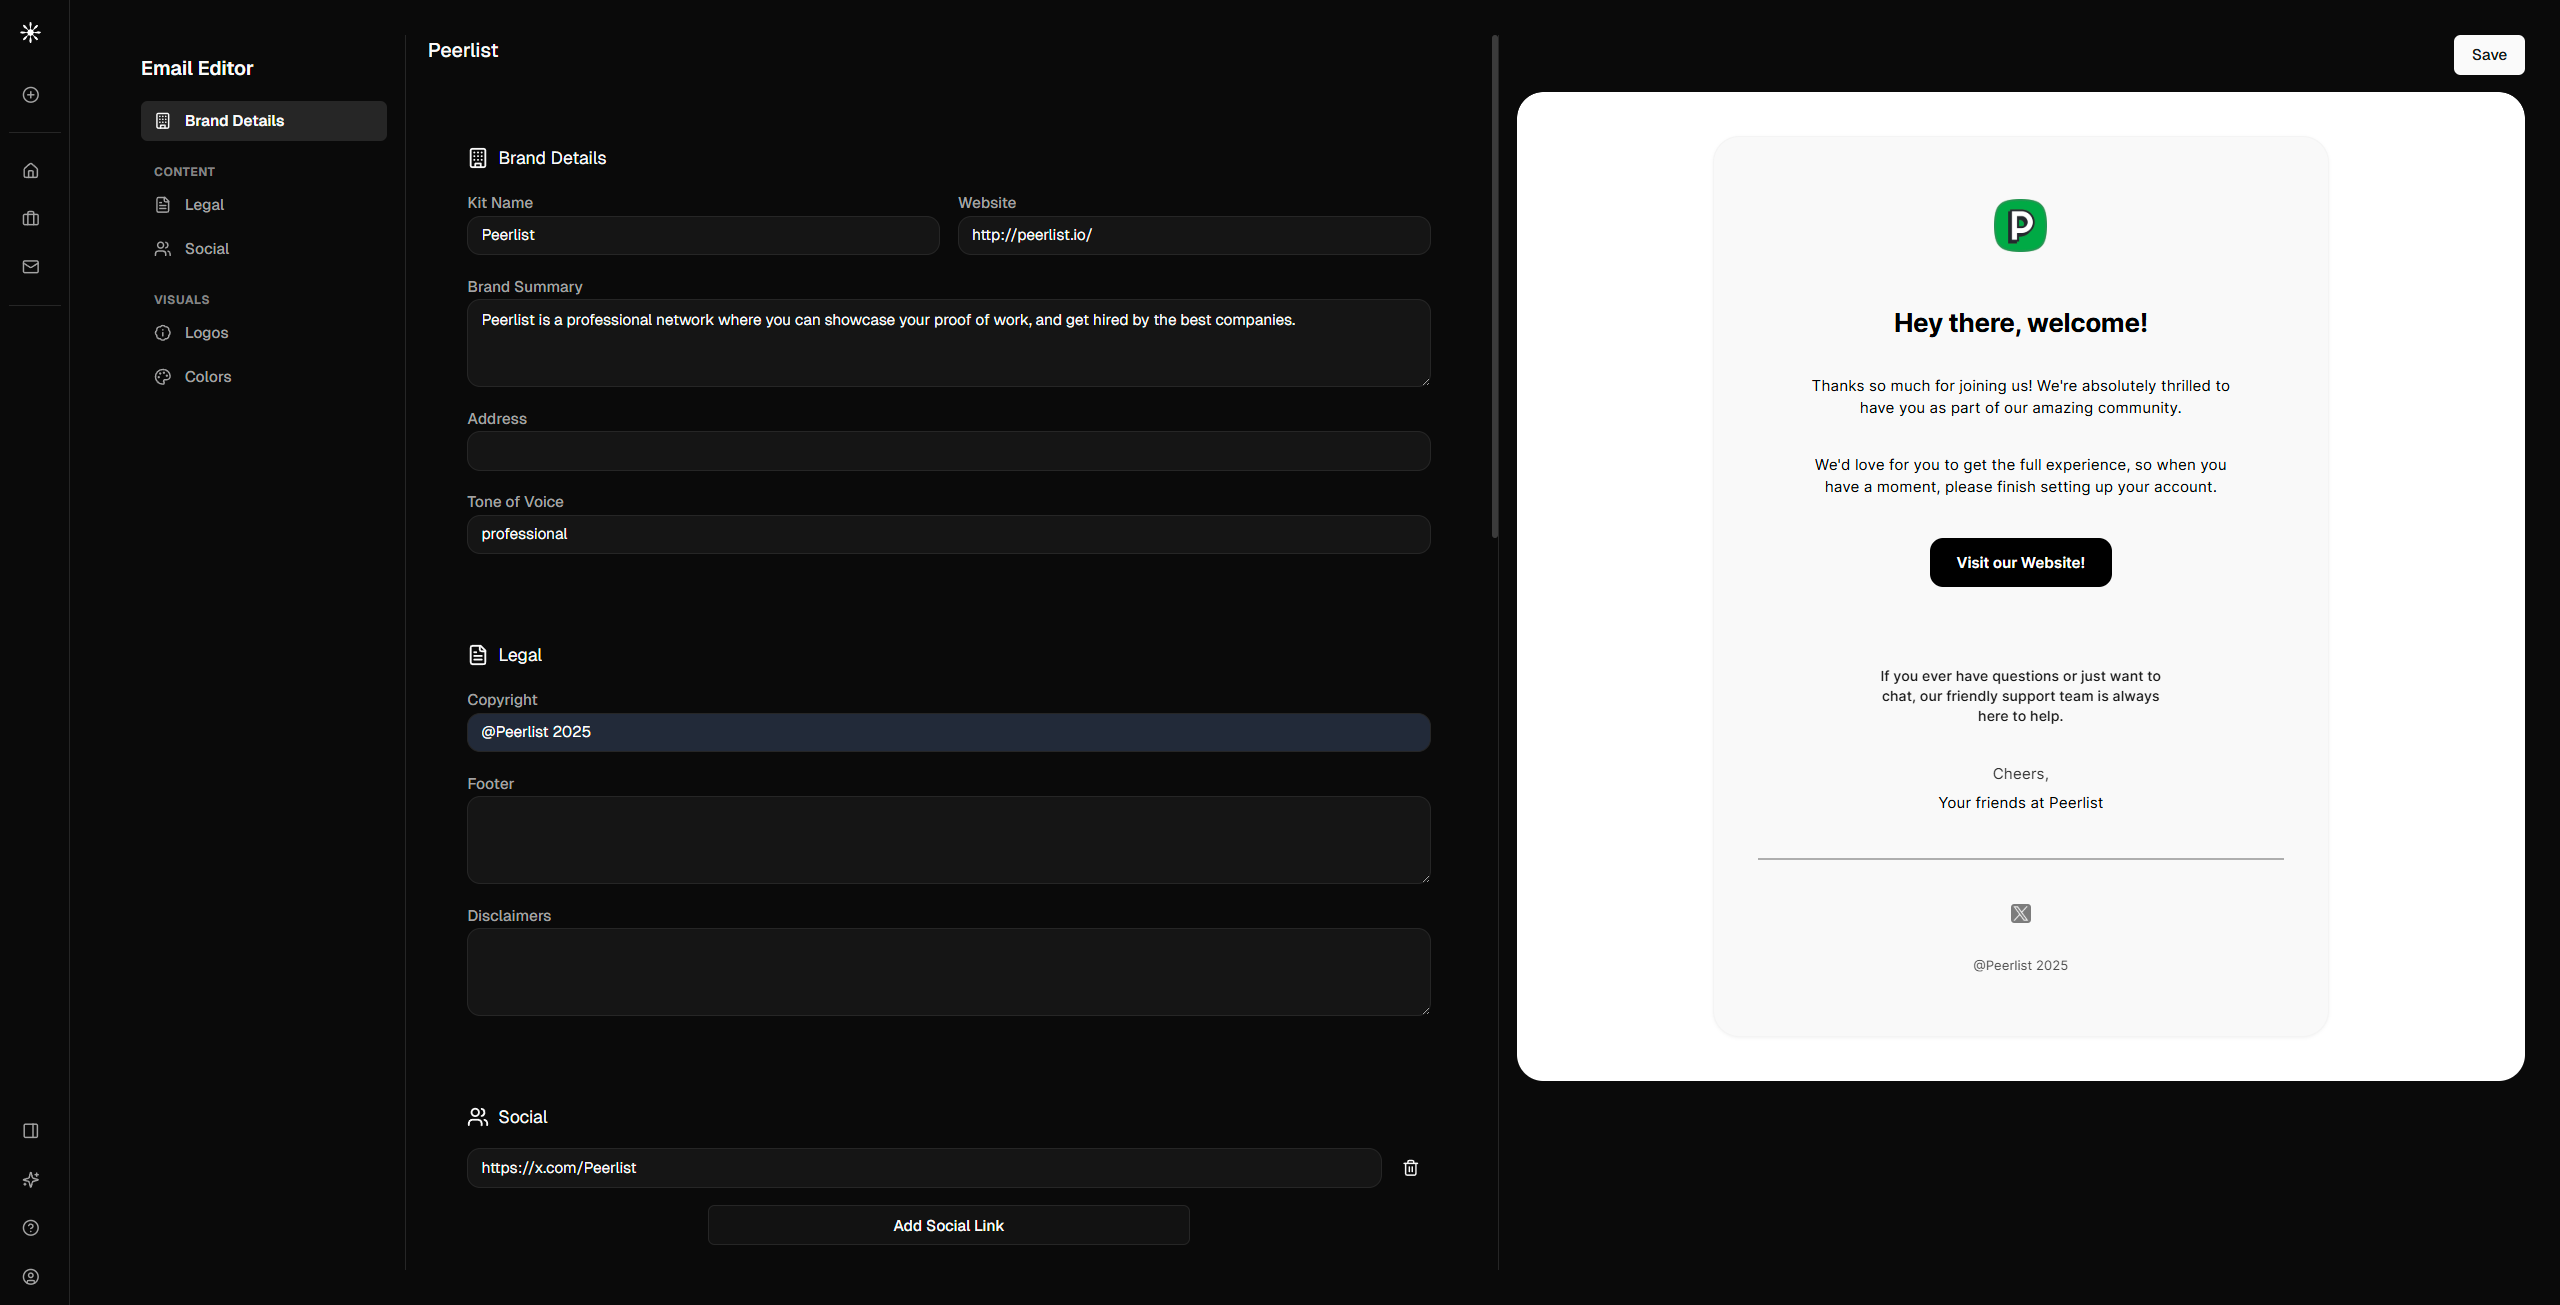 Email Editor
Brand Details
CONTENT
Legal
Social
VISUALS
Logos
Colors
Peerlist
Brand Details
Kit Name
Peerlist
Website
http://peerlist.io/
Brand Summary
Peerlist is a professional network where you can showcase your proof of work, and get hired by the best companies.
Address
Tone of Voice
professional
Legal
Copyright
@Peerlist 2025
Footer
Disclaimers
Social
https://x.com/Peerlist
Add Social Link
Save
P
Hey there, welcome!
Thanks so much for joining us! We're absolutely thrilled to
have you as part of our amazing community.
We'd love for you to get the full experience, so when you
have a moment, please finish setting up your account.
Visit our Website!
If you ever have questions or just want to
chat, our friendly support team is always
here to help.
Cheers,
Your friends at Peerlist
X
@Peerlist 2025